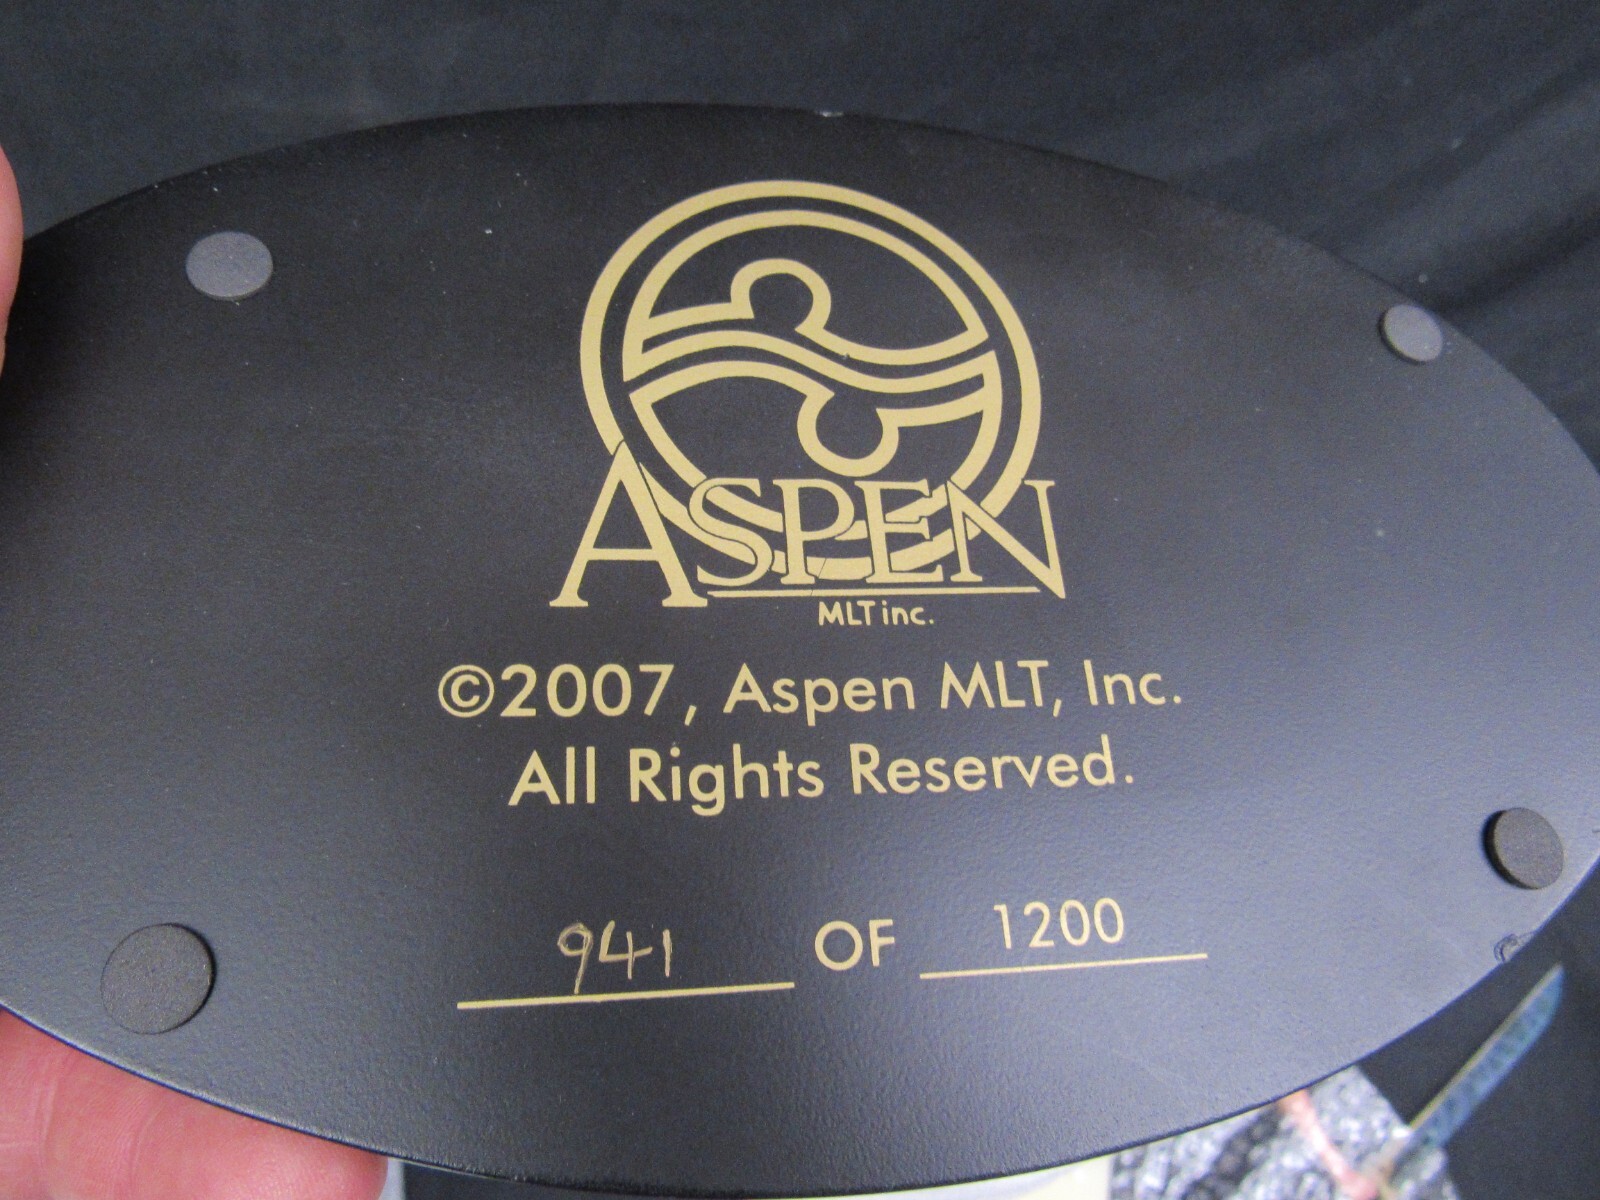 ASPEN
MLT inc.
©2007, Aspen MLT, Inc.
All Rights Reserved.
941 OF 1200